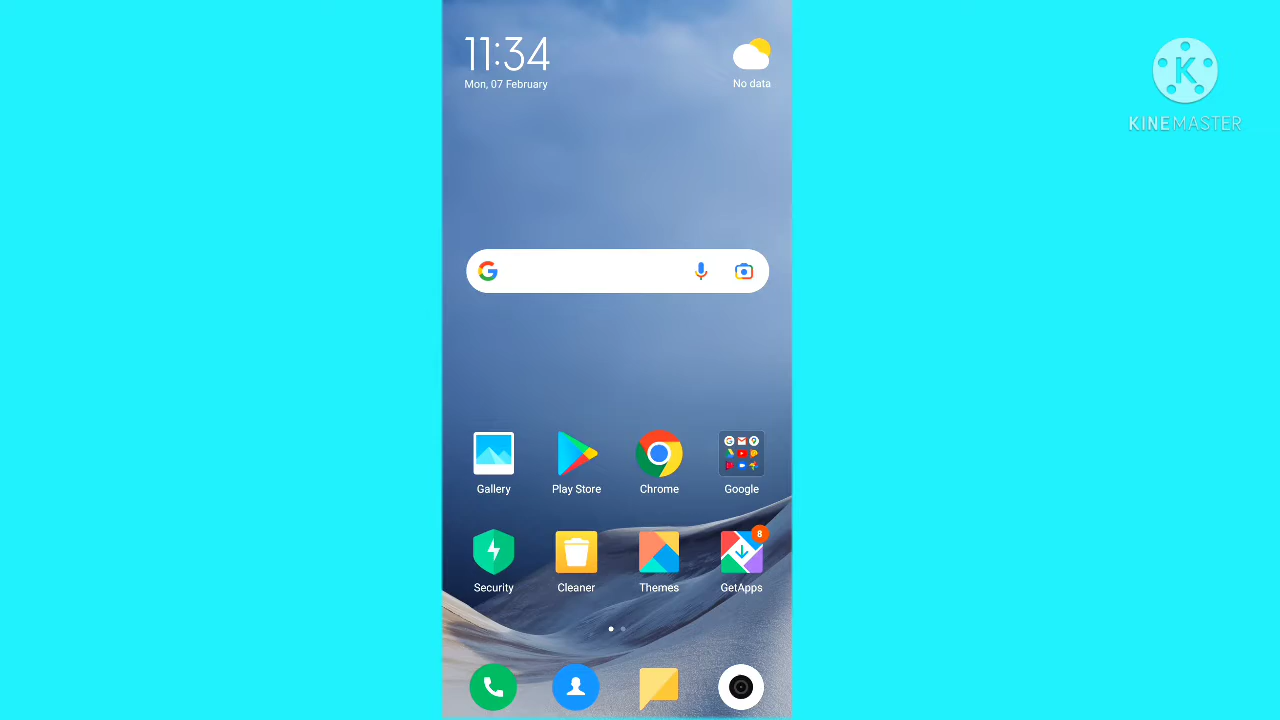 11:34
Mon, 07 February
No data
K
KINEMASTER
Gallery
Play Store
Chrome
Google
8
Security
Cleaner
Themes
GetApps